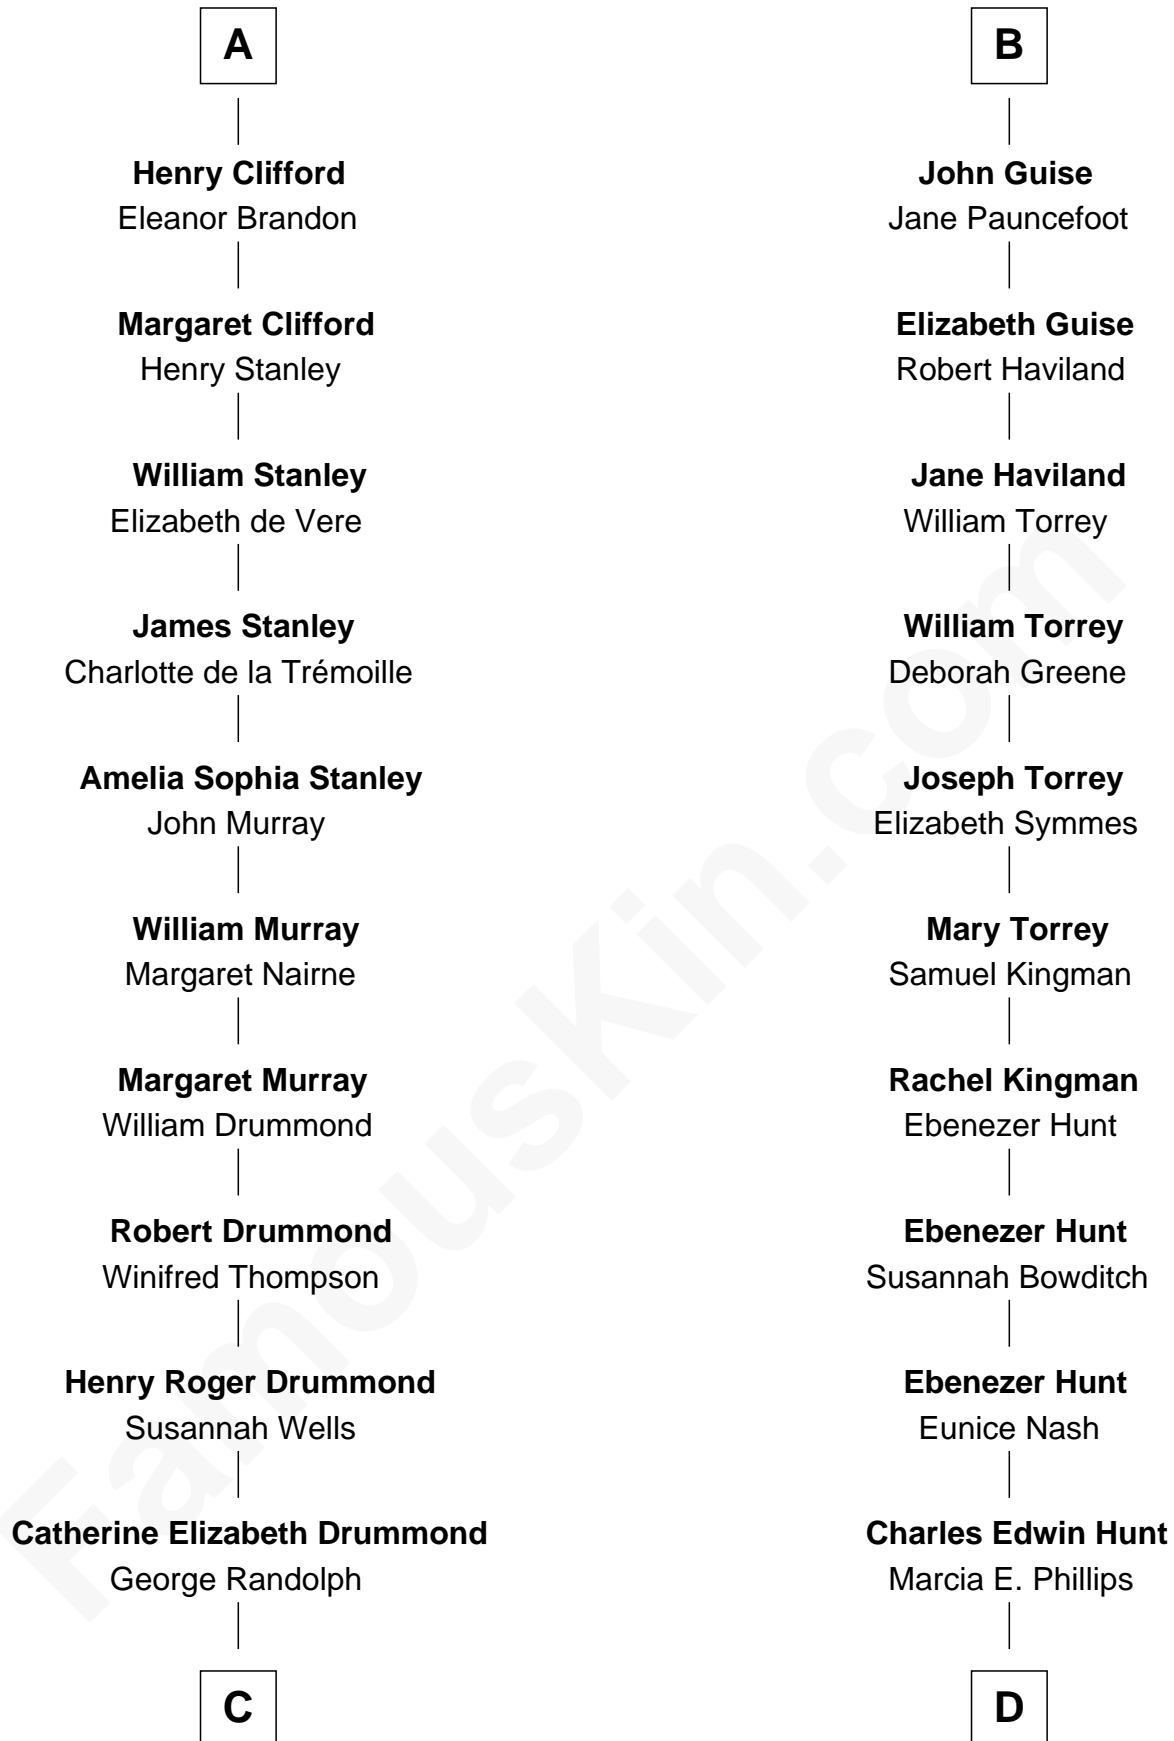 A
Henry Clifford
Eleanor Brandon
Margaret Clifford
Henry Stanley
William Stanley
Elizabeth de Vere
James Stanley
Charlotte de la Trémoille
Amelia Sophia Stanley
John Murray
William Murray
Margaret Nairne
Margaret Murray
William Drummond
Robert Drummond
Winifred Thompson
Henry Roger Drummond
Susannah Wells
Catherine Elizabeth Drummond
George Randolph
C
B
John Guise
Jane Pauncefoot
Elizabeth Guise
Robert Haviland
Jane Haviland
William Torrey
William Torrey
Deborah Greene
Joseph Torrey
Elizabeth Symmes
Mary Torrey
Samuel Kingman
Rachel Kingman
Ebenezer Hunt
Ebenezer Hunt
Susannah Bowditch
Ebenezer Hunt
Eunice Nash
Charles Edwin Hunt
Marcia E. Phillips
D
FamousKin.com